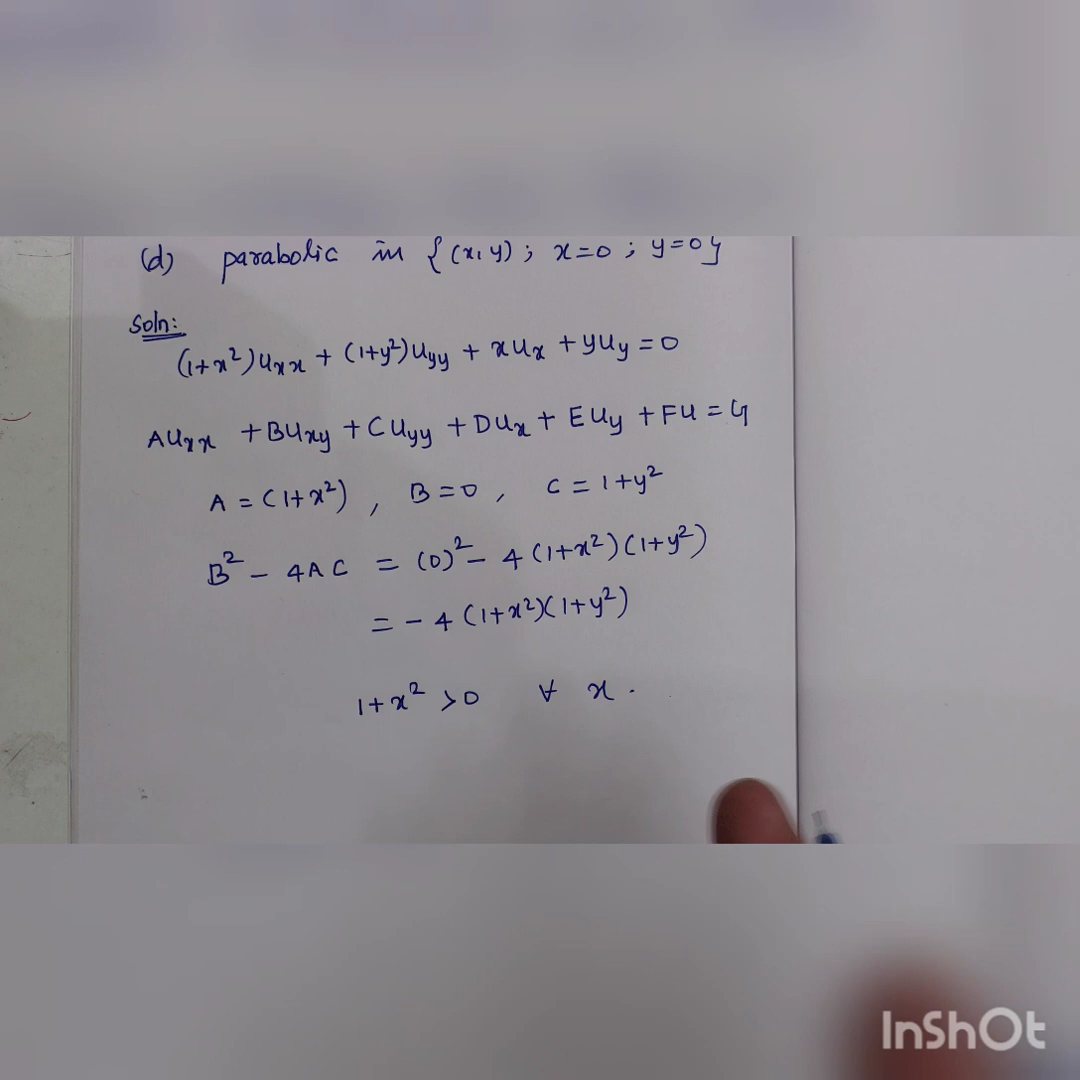 (d) parabolic in {(x,y) ; x=0 ; y=0}
Soln:
(1+x²)uxx + (1+y²)uyy + xux + yuy = 0
Auxx + Buxy + Cuyy + Dux + Euy + Fu = G
A = (1+x²) , B = 0 , C = 1+y²
B² - 4AC = (0)² - 4(1+x²)(1+y²)
= - 4(1+x²)(1+y²)
1+x² >0 ∀ x .
InShOt